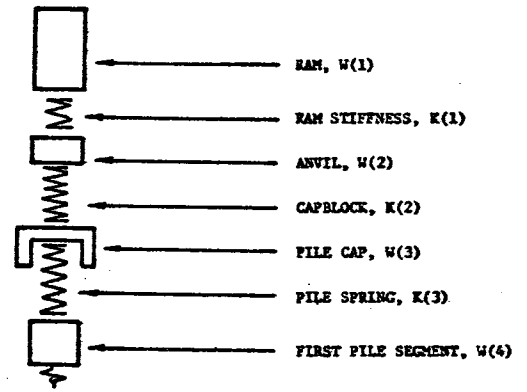 RAM, W(1)
RAM STIFFNESS, K(1)
ANVIL, W(2)
CAPBLOCK, K(2)
PILE CAP, W(3)
PILE SPRING, K(3)
FIRST PILE SEGMENT, W(4)